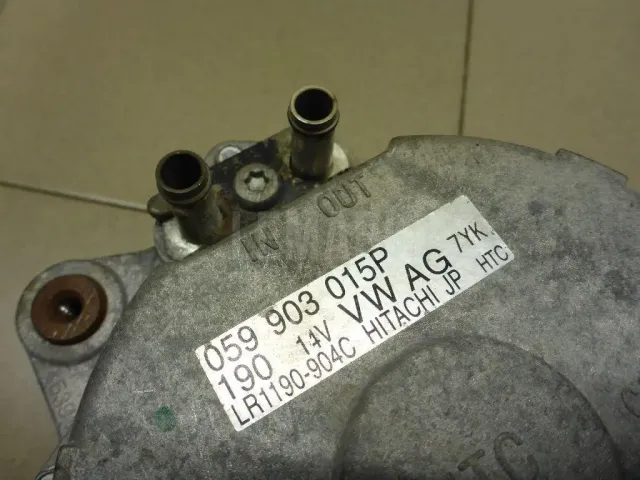 IN OUT
059 903 015P 7YK
190 14V VW AG HTC
LR1190-904C HITACHI JP